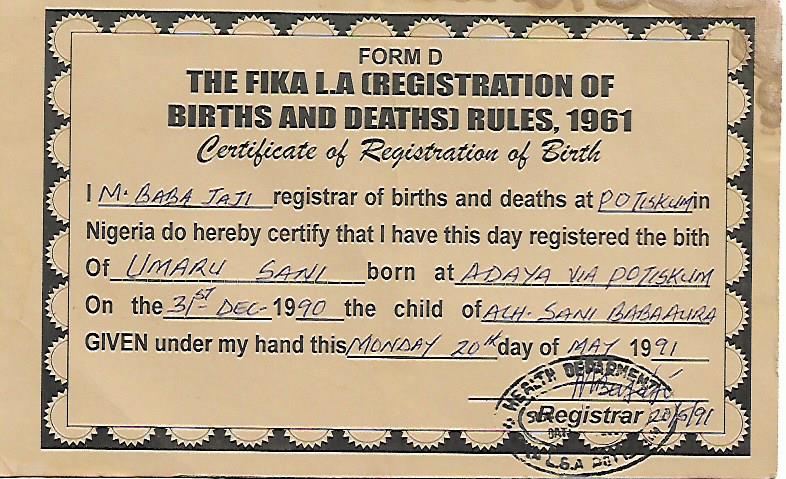 FORM D
THE FIKA L.A (REGISTRATION OF
BIRTHS AND DEATHS) RULES, 1961
Certificate of Registration of Birth
I M. BABA JAJI registrar of births and deaths at POTISKUM in
Nigeria do hereby certify that I have this day registered the bith
Of UMARU SANI born at ADAYA VIA POTISKUM
On the 31ST DEC- 1990 the child of ALH. SANI BABAAURA
GIVEN under my hand this MONDAY 20th day of MAY 1991
HEALTH DEPARMENT
Registrar 20/5/91